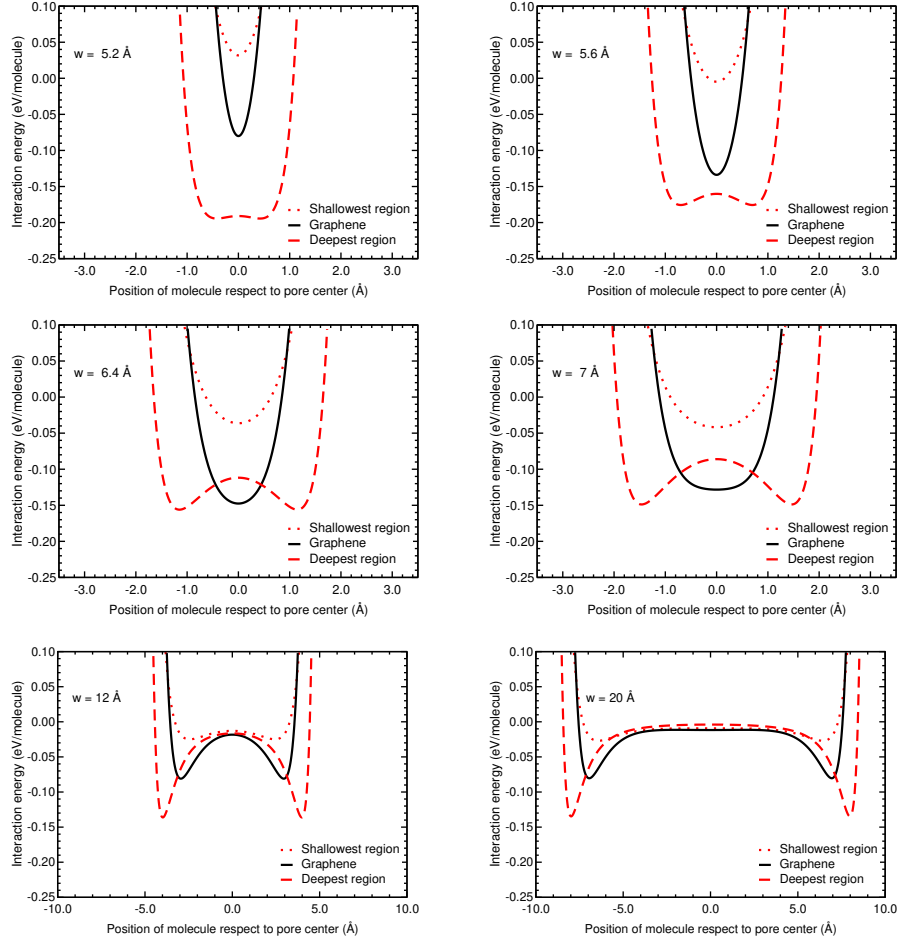 0.10
0.05
0.00
-0.05
-0.10
-0.15
-0.20
-0.25
Interaction energy (eV/molecule)
w = 5.2 Å
Shallowest region
Graphene
Deepest region
-3.0 -2.0 -1.0 0.0 1.0 2.0 3.0
Position of molecule respect to pore center (Å)
0.10
0.05
0.00
-0.05
-0.10
-0.15
-0.20
-0.25
Interaction energy (eV/molecule)
w = 5.6 Å
Shallowest region
Graphene
Deepest region
-3.0 -2.0 -1.0 0.0 1.0 2.0 3.0
Position of molecule respect to pore center (Å)
0.10
0.05
0.00
-0.05
-0.10
-0.15
-0.20
-0.25
Interaction energy (eV/molecule)
w = 6.4 Å
Shallowest region
Graphene
Deepest region
-3.0 -2.0 -1.0 0.0 1.0 2.0 3.0
Position of molecule respect to pore center (Å)
0.10
0.05
0.00
-0.05
-0.10
-0.15
-0.20
-0.25
Interaction energy (eV/molecule)
w = 7 Å
Shallowest region
Graphene
Deepest region
-3.0 -2.0 -1.0 0.0 1.0 2.0 3.0
Position of molecule respect to pore center (Å)
0.10
0.05
0.00
-0.05
-0.10
-0.15
-0.20
-0.25
Interaction energy (eV/molecule)
w = 12 Å
Shallowest region
Graphene
Deepest region
-10.0 -5.0 0.0 5.0 10.0
Position of molecule respect to pore center (Å)
0.10
0.05
0.00
-0.05
-0.10
-0.15
-0.20
-0.25
Interaction energy (eV/molecule)
w = 20 Å
Shallowest region
Graphene
Deepest region
-10.0 -5.0 0.0 5.0 10.0
Position of molecule respect to pore center (Å)